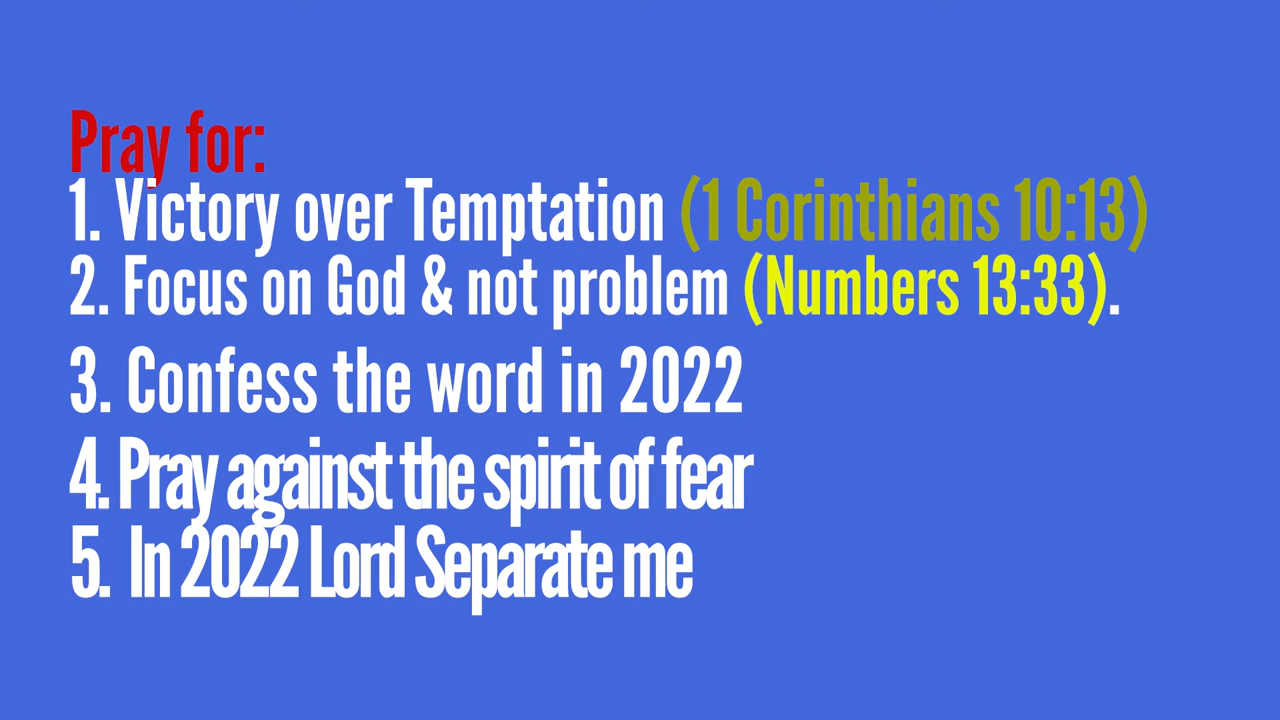 Pray for:
1. Victory over Temptation (1 Corinthians 10:13)
2. Focus on God & not problem (Numbers 13:33).
3. Confess the word in 2022
4. Pray against the spirit of fear
5. In 2022 Lord Separate me